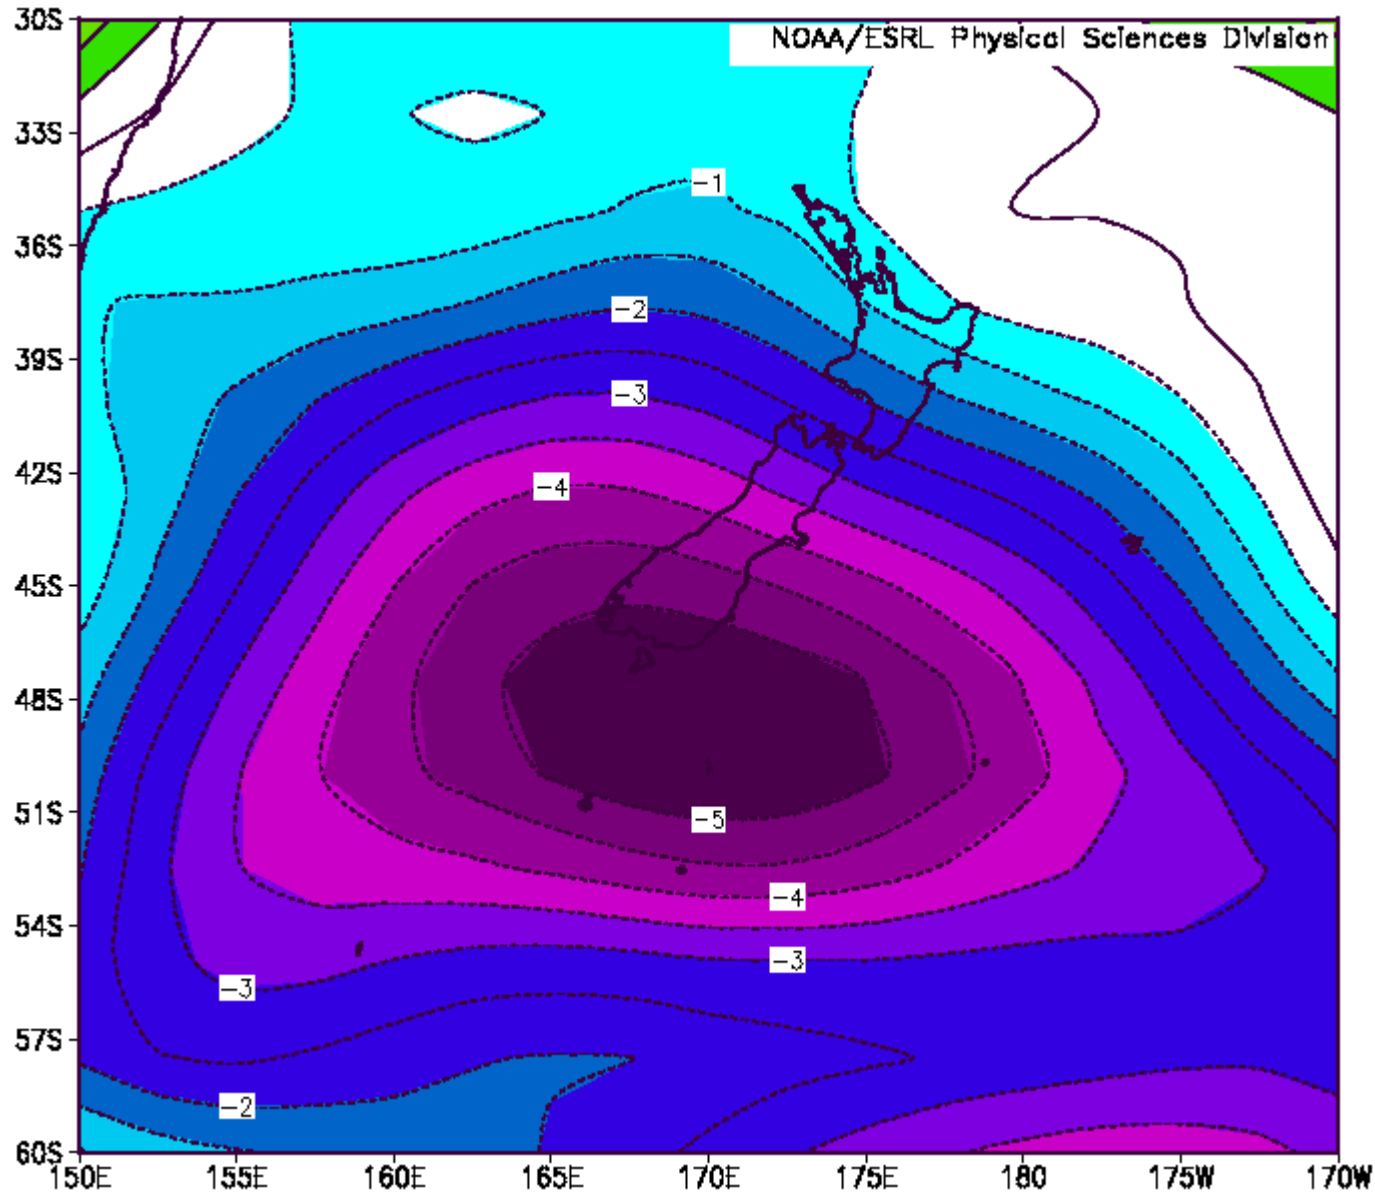 30S
NOAA/ESRL Physical Sciences Division
33S
-1
36S
-2
39S
-3
42S
-4
45S
48S
51S
-5
-4
54S
-3
-3
57S
-2
60S
150E 155E 160E 165E 170E 175E 180 175W 170W